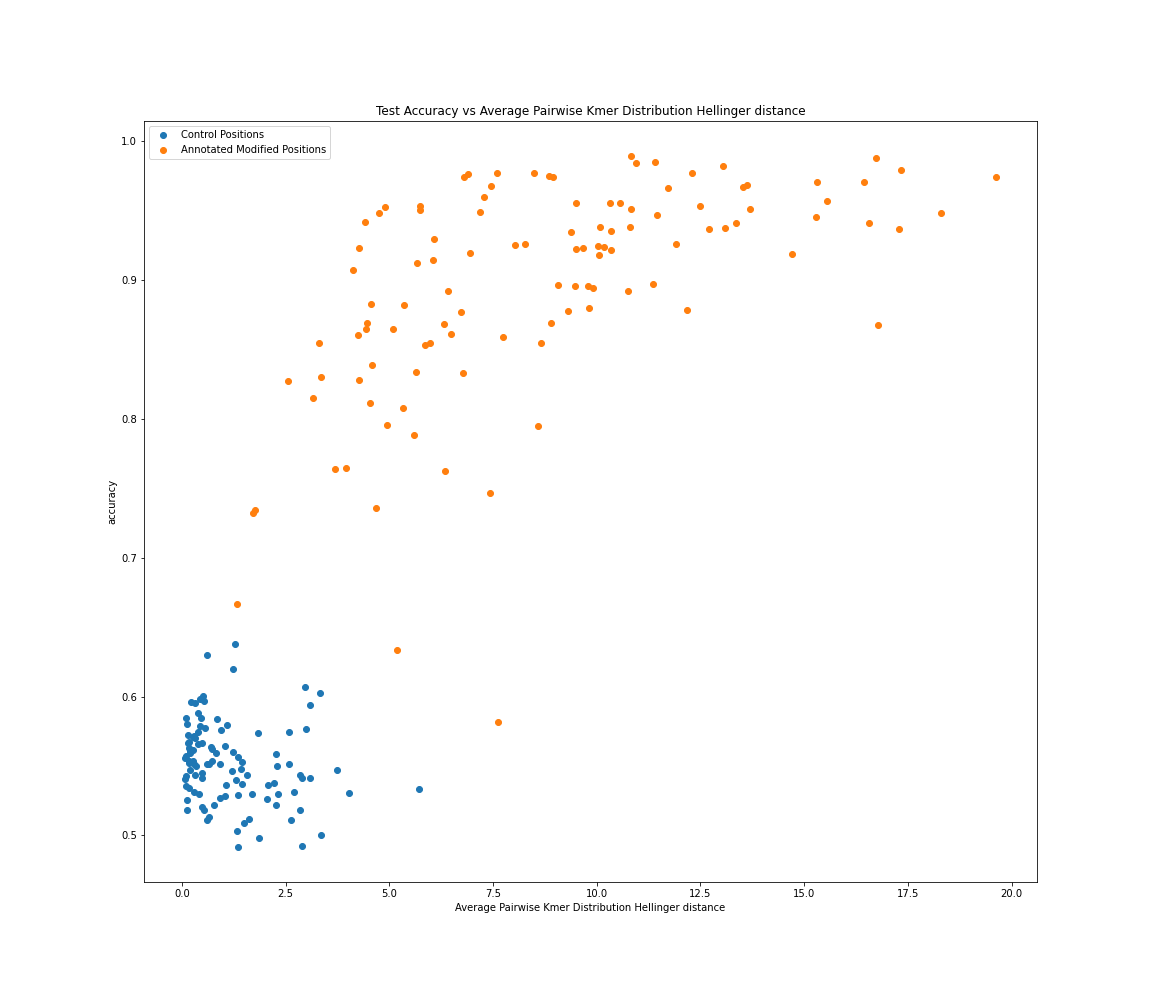 Test Accuracy vs Average Pairwise Kmer Distribution Hellinger distance
Control Positions
Annotated Modified Positions
accuracy
1.0
0.9
0.8
0.7
0.6
0.5
0.0 2.5 5.0 7.5 10.0 12.5 15.0 17.5 20.0
Average Pairwise Kmer Distribution Hellinger distance